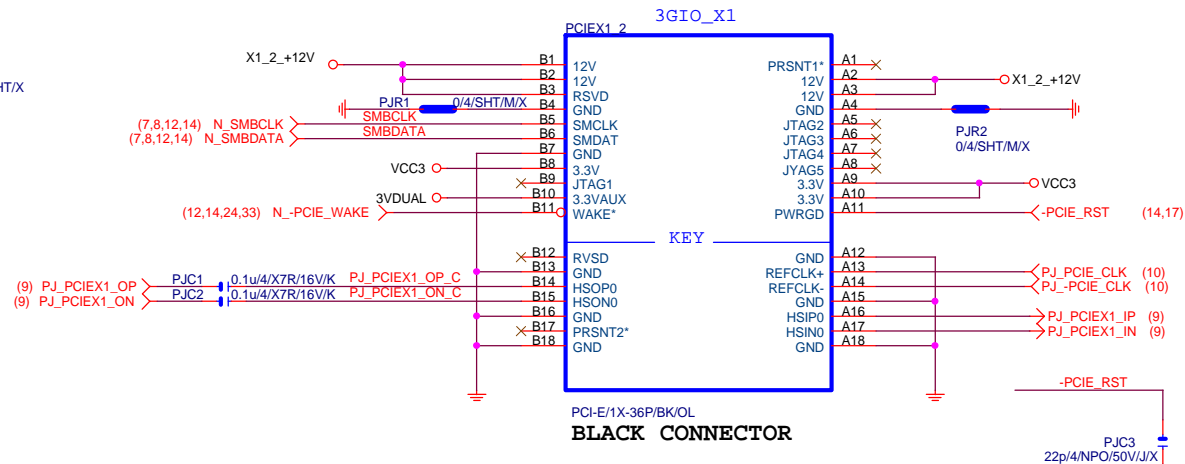 3GIO_X1
PCIEX1_2
HT/X
X1_2_+12V
B1 12V
B2 12V
B3 RSVD
PJR1 0/4/SHT/M/X B4 GND
(7,8,12,14) N_SMBCLK SMBCLK B5 SMCLK
(7,8,12,14) N_SMBDATA SMBDATA B6 SMDAT
B7 GND
VCC3 B8 3.3V
B9 JTAG1
3VDUAL B10 3.3VAUX
(12,14,24,33) N_-PCIE_WAKE B11 WAKE*
KEY
B12 RVSD
B13 GND
(9) PJ_PCIEX1_OP PJC1 0.1u/4/X7R/16V/K PJ_PCIEX1_OP_C B14 HSOP0
(9) PJ_PCIEX1_ON PJC2 0.1u/4/X7R/16V/K PJ_PCIEX1_ON_C B15 HSON0
B16 GND
B17 PRSNT2*
B18 GND
PRSNT1* A1
12V A2 X1_2_+12V
12V A3
GND A4
PJR2
0/4/SHT/M/X
JTAG2 A5
JTAG3 A6
JTAG4 A7
JYAG5 A8
3.3V A9 VCC3
3.3V A10
PWRGD A11 -PCIE_RST (14,17)
GND A12
REFCLK+ A13 PJ_PCIE_CLK (10)
REFCLK- A14 PJ_-PCIE_CLK (10)
GND A15
HSIP0 A16 PJ_PCIEX1_IP (9)
HSIN0 A17 PJ_PCIEX1_IN (9)
GND A18
PCI-E/1X-36P/BK/OL
BLACK CONNECTOR
-PCIE_RST
PJC3
22p/4/NPO/50V/J/X